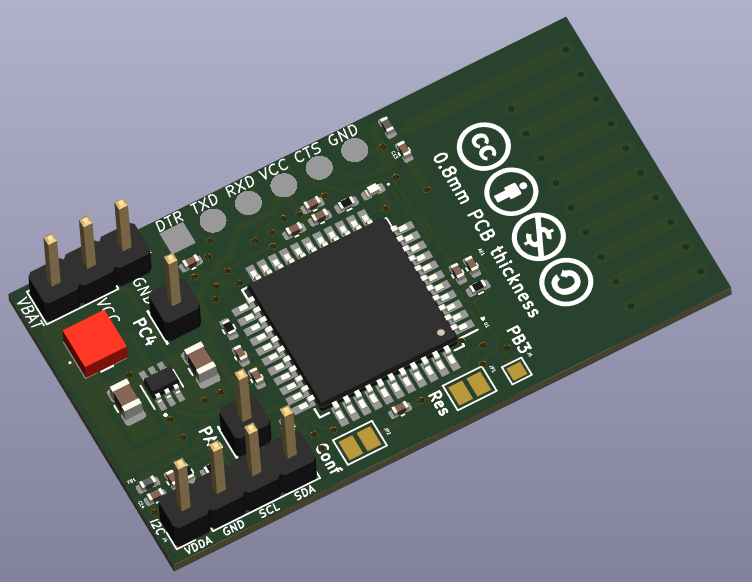 DTR TXD RXD VCC CTS GND
0.8mm PCB thickness
cc
$
GND
VCC
VBAT
PC4
PB3
Res
Conf
I2C
VDDA GND SCL SDA